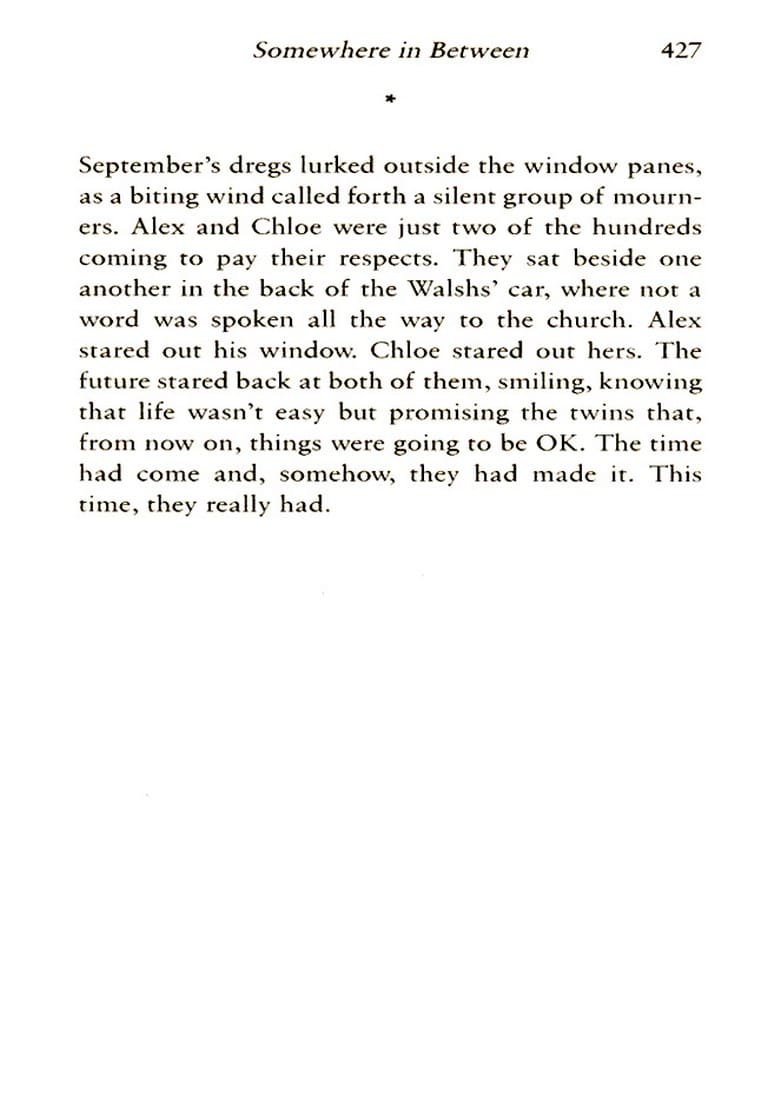 Somewhere in Between 427
*
September's dregs lurked outside the window panes,
as a biting wind called forth a silent group of mourn-
ers. Alex and Chloe were just two of the hundreds
coming to pay their respects. They sat beside one
another in the back of the Walshs' car, where not a
word was spoken all the way to the church. Alex
stared out his window. Chloe stared out hers. The
future stared back at both of them, smiling, knowing
that life wasn't easy but promising the twins that,
from now on, things were going to be OK. The time
had come and, somehow, they had made it. This
time, they really had.